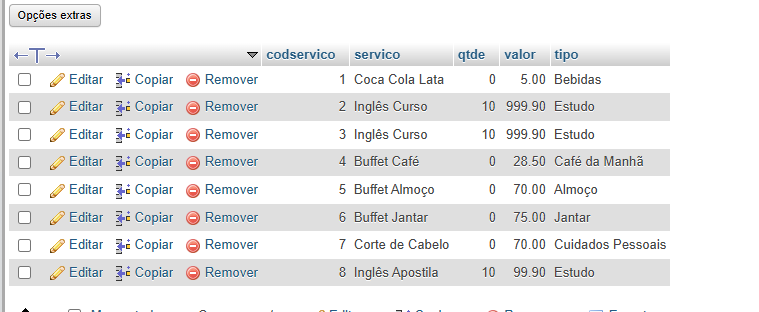 Opções extras
codservico servico qtde valor tipo
Editar Copiar Remover 1 Coca Cola Lata 0 5.00 Bebidas
Editar Copiar Remover 2 Inglês Curso 10 999.90 Estudo
Editar Copiar Remover 3 Inglês Curso 10 999.90 Estudo
Editar Copiar Remover 4 Buffet Café 0 28.50 Café da Manhã
Editar Copiar Remover 5 Buffet Almoço 0 70.00 Almoço
Editar Copiar Remover 6 Buffet Jantar 0 75.00 Jantar
Editar Copiar Remover 7 Corte de Cabelo 0 70.00 Cuidados Pessoais
Editar Copiar Remover 8 Inglês Apostila 10 99.90 Estudo